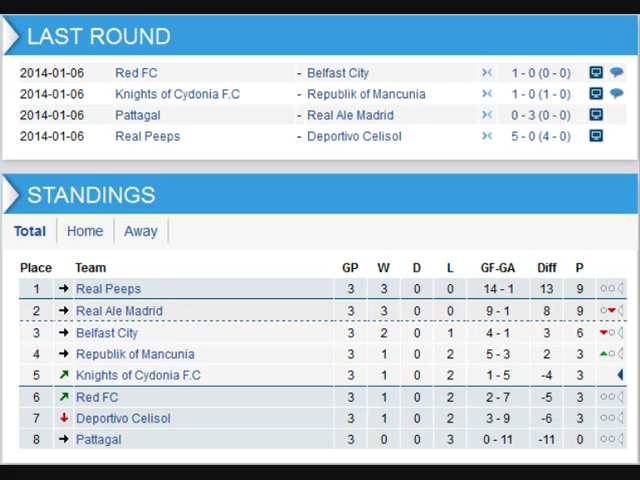 LAST ROUND
2014-01-06 Red FC - Belfast City 1 - 0 (0 - 0)
2014-01-06 Knights of Cydonia F.C - Republik of Mancunia 1 - 0 (1 - 0)
2014-01-06 Pattagal - Real Ale Madrid 0 - 3 (0 - 0)
2014-01-06 Real Peeps - Deportivo Celisol 5 - 0 (4 - 0)
STANDINGS
Total Home Away
Place Team GP W D L GF-GA Diff P
1 Real Peeps 3 3 0 0 14 - 1 13 9
2 Real Ale Madrid 3 3 0 0 9 - 1 8 9
3 Belfast City 3 2 0 1 4 - 1 3 6
4 Republik of Mancunia 3 1 0 2 5 - 3 2 3
5 Knights of Cydonia F.C 3 1 0 2 1 - 5 -4 3
6 Red FC 3 1 0 2 2 - 7 -5 3
7 Deportivo Celisol 3 1 0 2 3 - 9 -6 3
8 Pattagal 3 0 0 3 0 - 11 -11 0